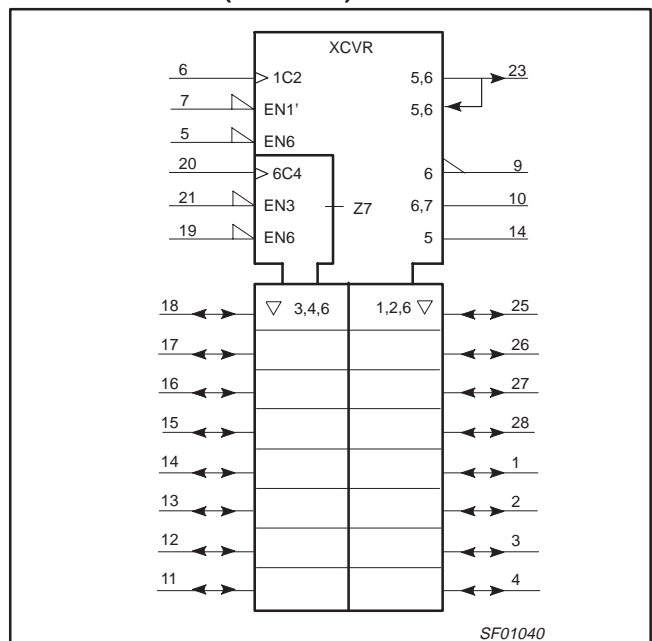 XCVR
6 1C2 5,6 23
7 EN1' 5,6
5 EN6
20 6C4 6 9
21 EN3 Z7 6,7 10
19 EN6 5 14
18 ▽ 3,4,6 1,2,6 ▽ 25
17 26
16 27
15 28
14 1
13 2
12 3
11 4
SF01040